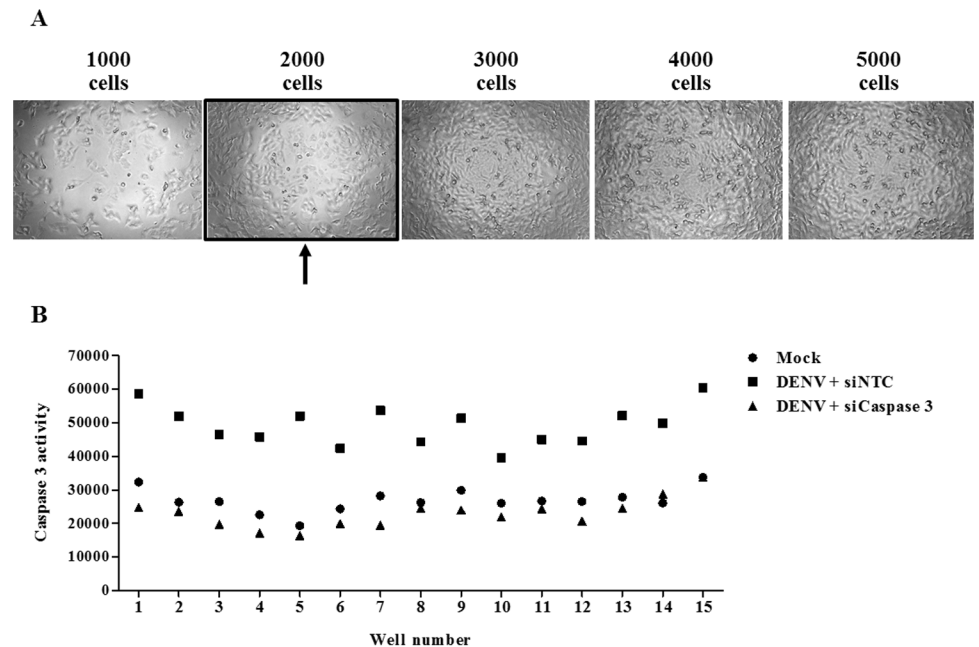 A
1000 2000 3000 4000 5000
cells cells cells cells cells
B
70000
60000
50000
40000
30000
20000
10000
0
Caspase 3 activity
1 2 3 4 5 6 7 8 9 10 11 12 13 14 15
Well number
Mock
DENV + siNTC
DENV + siCaspase 3